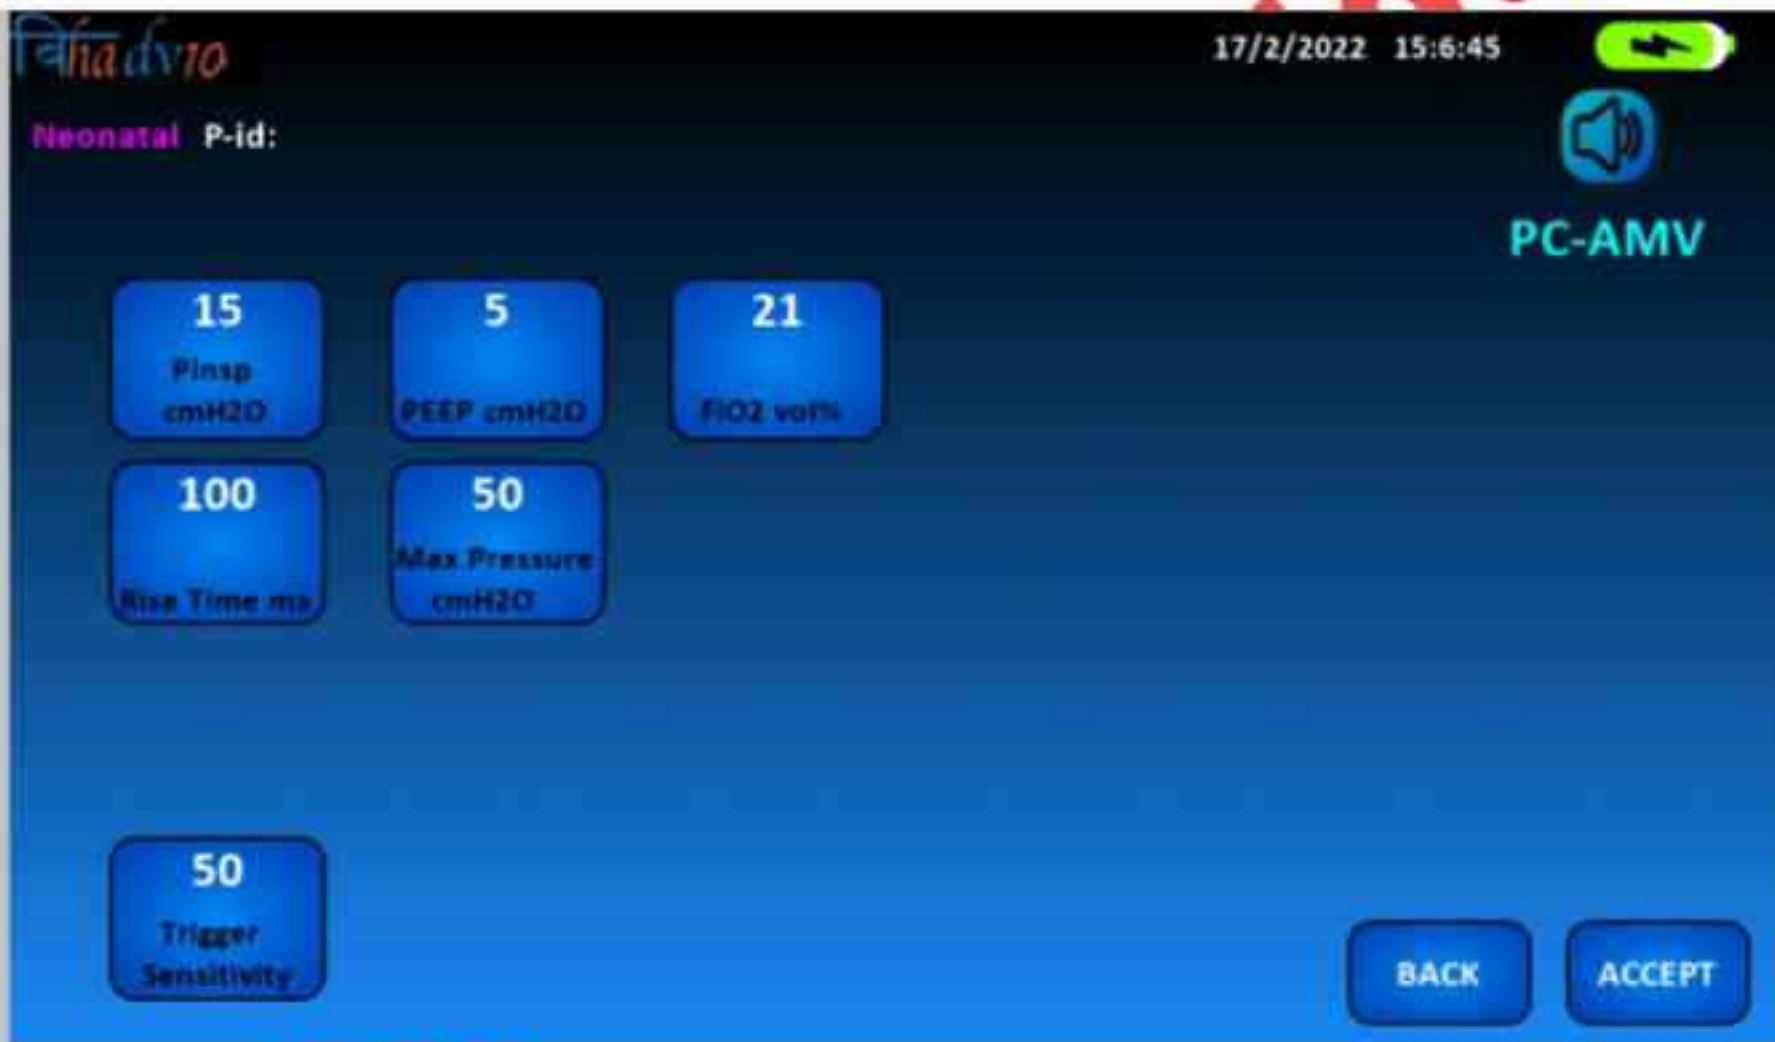 17/2/2022 15:6:45
Neonatal P-id:
PC-AMV
15
Pinsp
cmH2O
5
PEEP cmH2O
21
FiO2 vol%
100
Rise Time ms
50
Max Pressure
cmH2O
50
Trigger
Sensitivity
BACK
ACCEPT